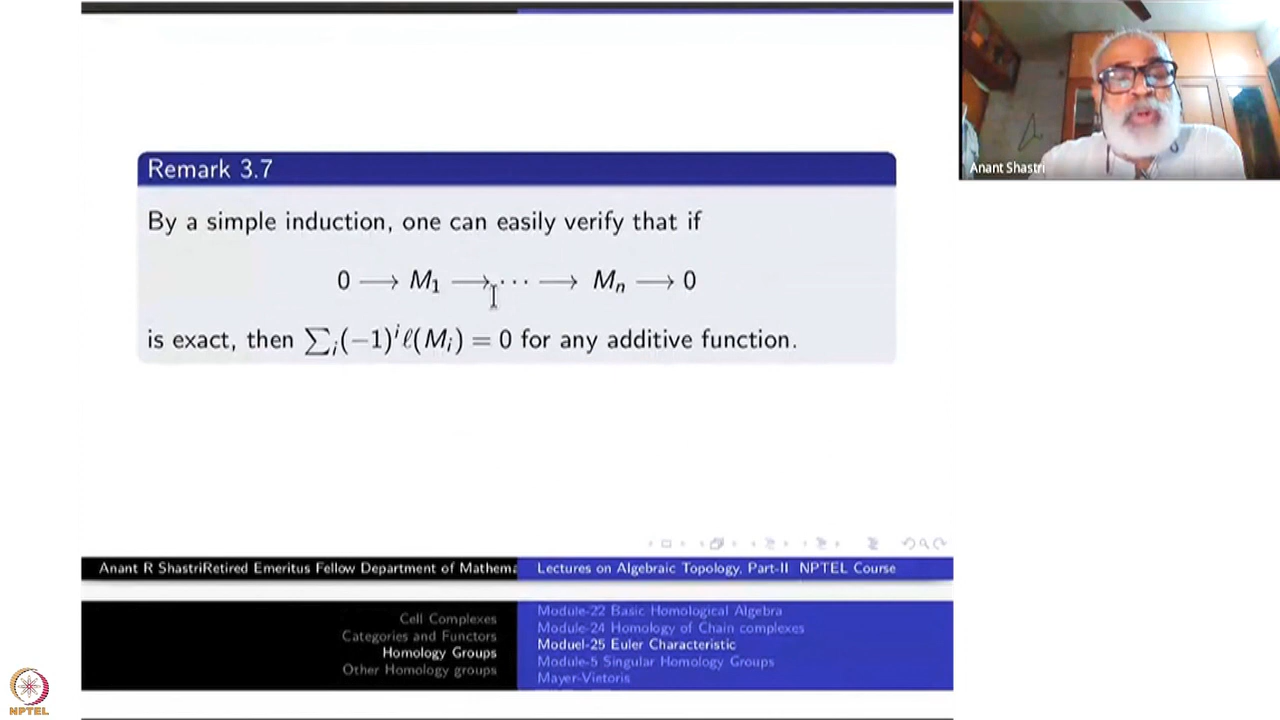 Remark 3.7
By a simple induction, one can easily verify that if
0 ⟶ M₁ ⟶ ⋯ ⟶ Mₙ ⟶ 0
is exact, then ∑ᵢ(−1)ⁱℓ(Mᵢ) = 0 for any additive function.
Anant Shastri
Anant R ShastriRetired Emeritus Fellow Department of Mathema
Lectures on Algebraic Topology, Part-II NPTEL Course
Cell Complexes
Categories and Functors
Homology Groups
Other Homology groups
Module-22 Basic Homological Algebra
Module-24 Homology of Chain complexes
Moduel-25 Euler Characteristic
Module-5 Singular Homology Groups
Mayer-Vietoris
NPTEL